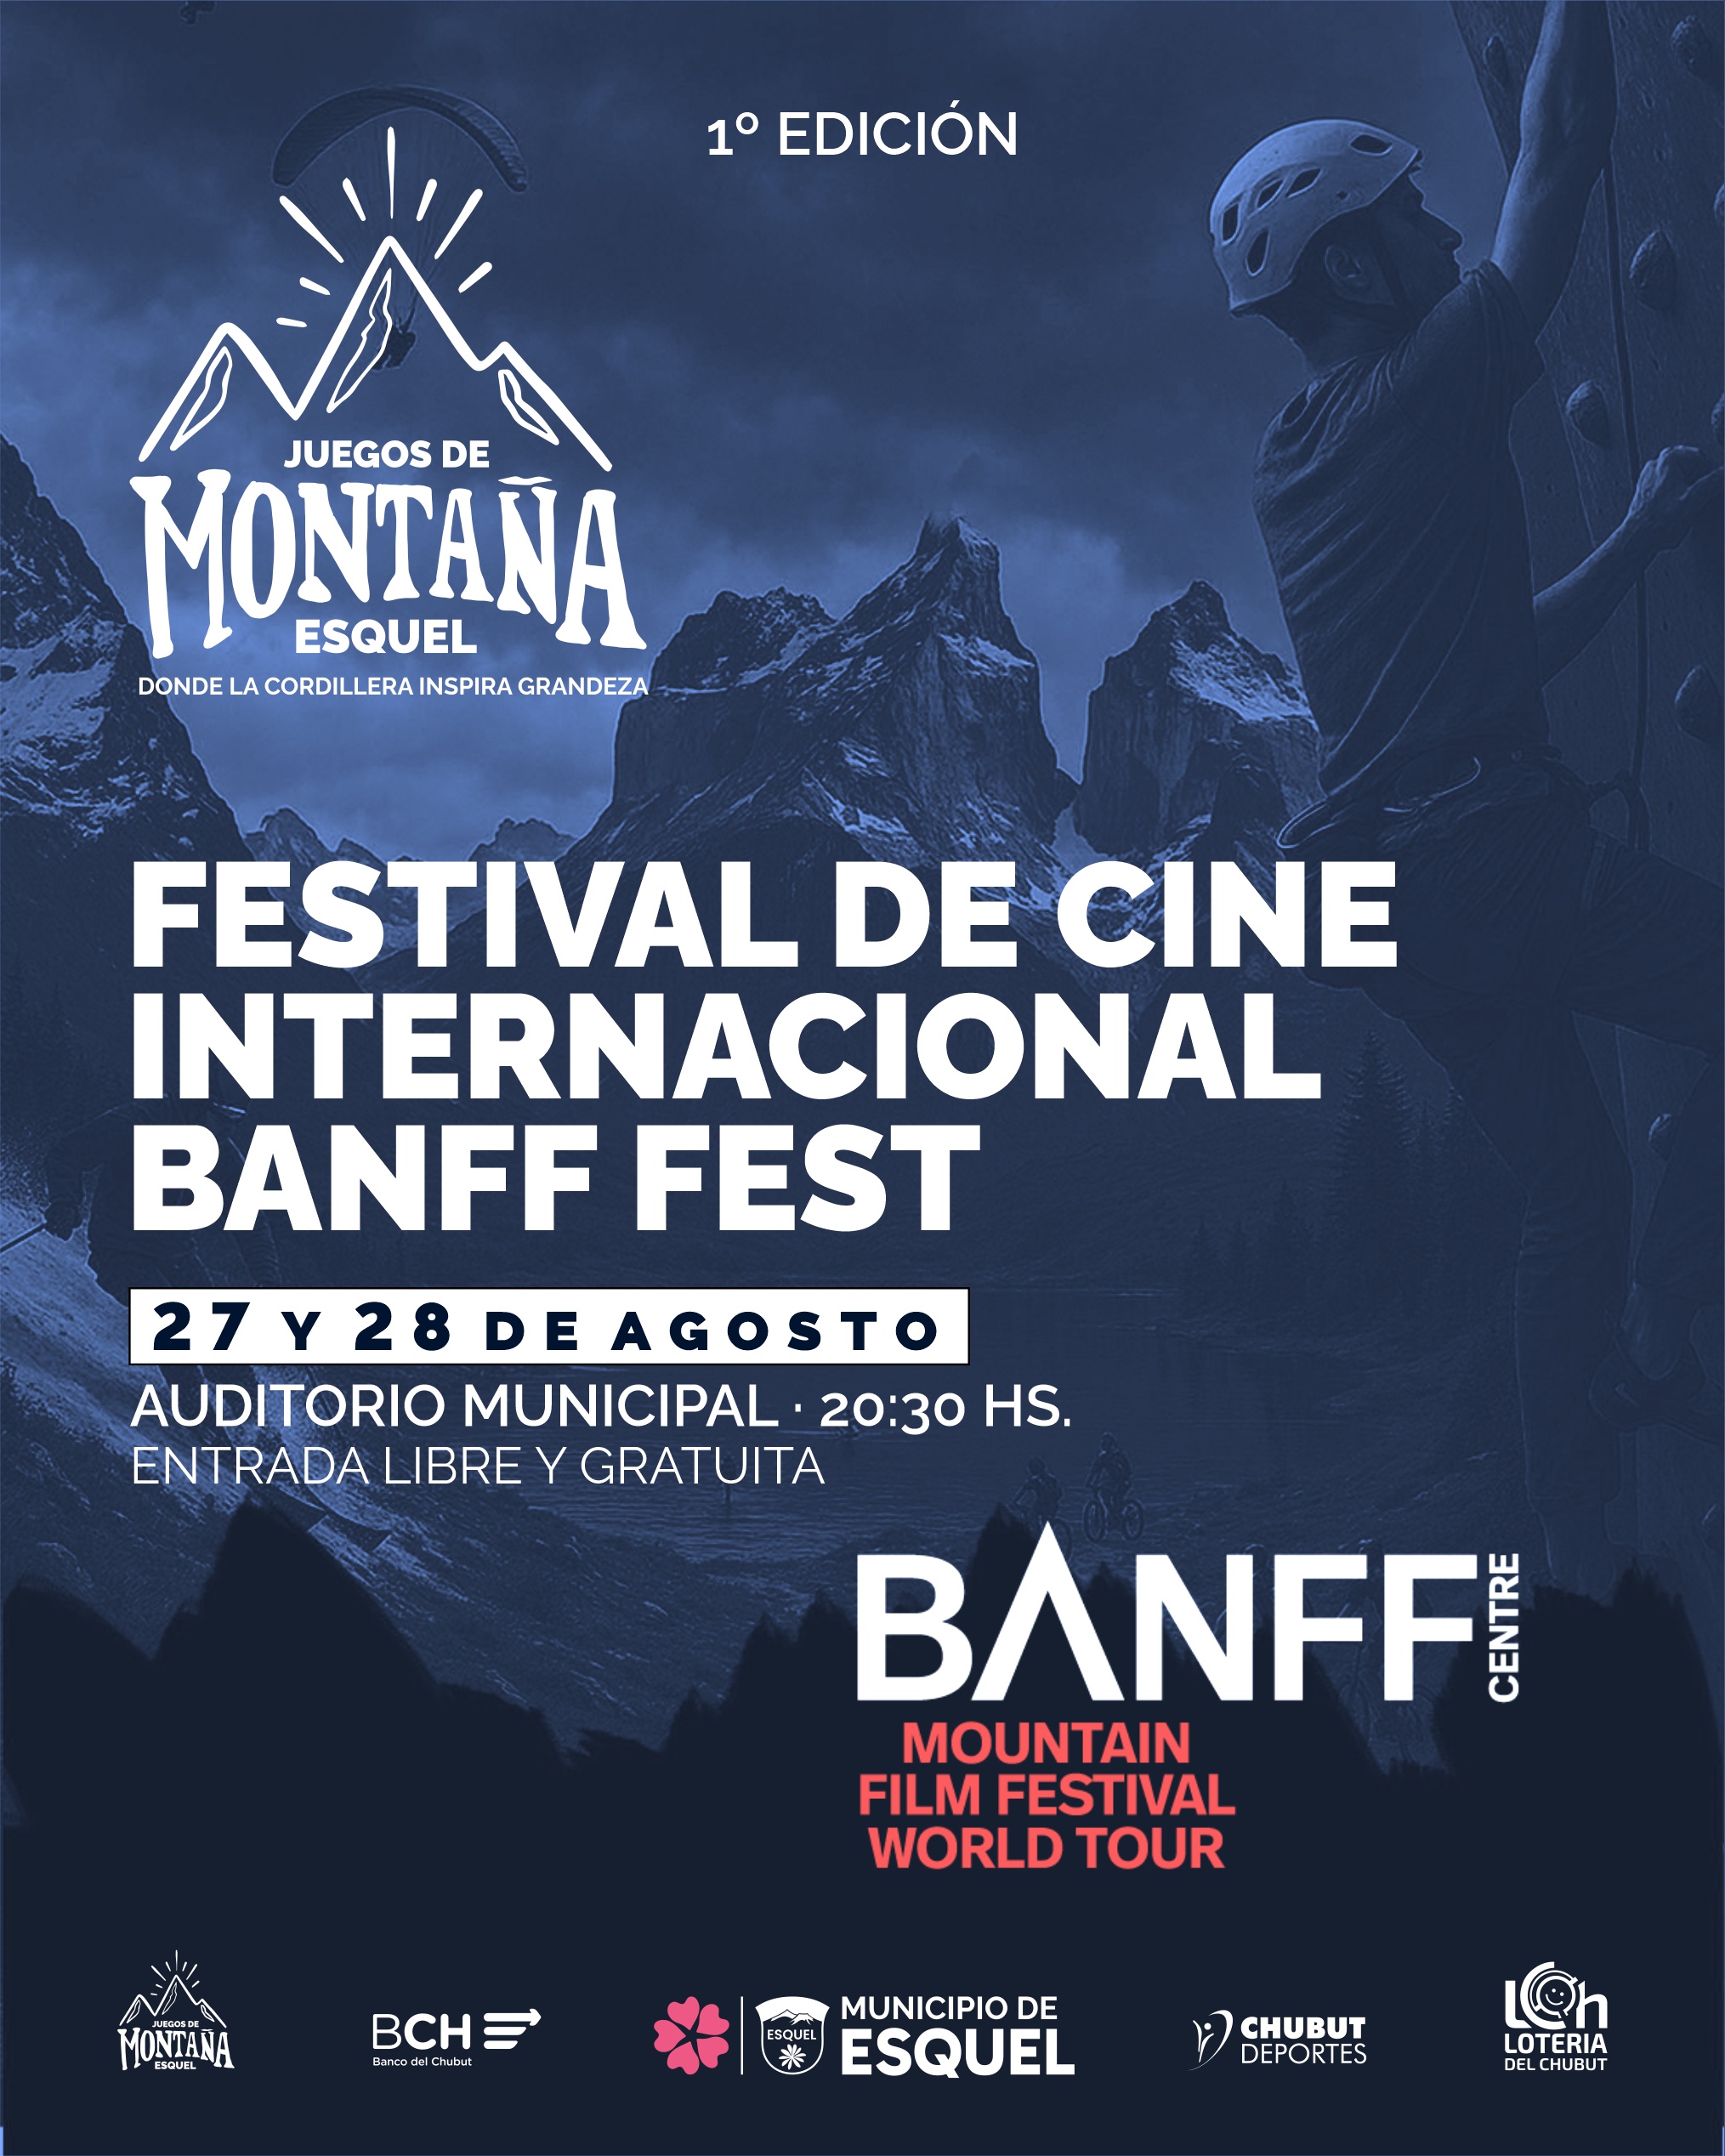 1º EDICIÓN
JUEGOS DE
MONTAÑA
ESQUEL
DONDE LA CORDILLERA INSPIRA GRANDEZA
FESTIVAL DE CINE
INTERNACIONAL
BANFF FEST
27 Y 28 DE AGOSTO
AUDITORIO MUNICIPAL · 20:30 HS.
ENTRADA LIBRE Y GRATUITA
BANFF CENTRE
MOUNTAIN
FILM FESTIVAL
WORLD TOUR
JUEGOS DE
MONTAÑA
ESQUEL
BCH
Banco del Chubut
ESQUEL
MUNICIPIO DE
ESQUEL
CHUBUT
DEPORTES
LCh
LOTERIA
DEL CHUBUT